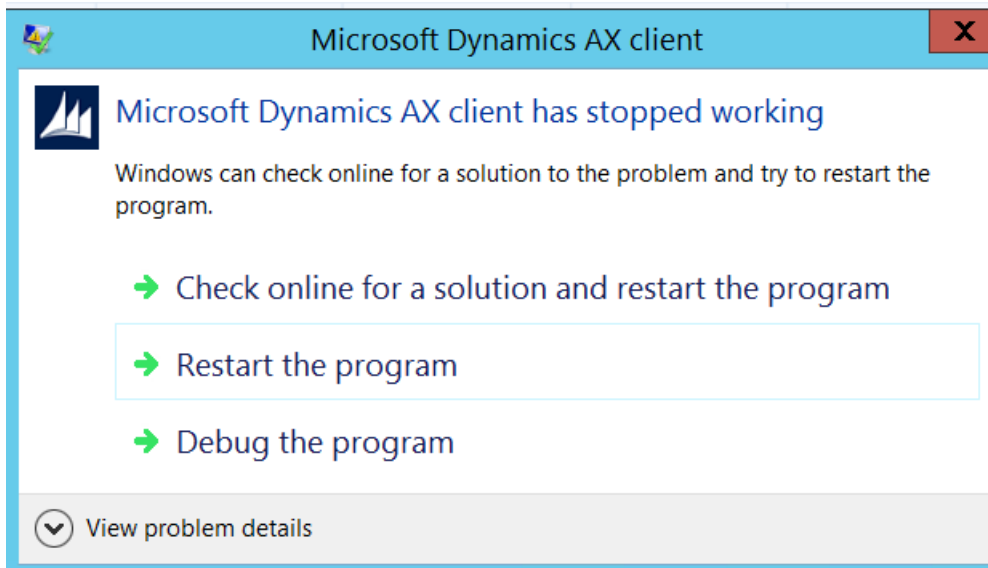 Microsoft Dynamics AX client
X
Microsoft Dynamics AX client has stopped working
Windows can check online for a solution to the problem and try to restart the
program.
Check online for a solution and restart the program
Restart the program
Debug the program
View problem details